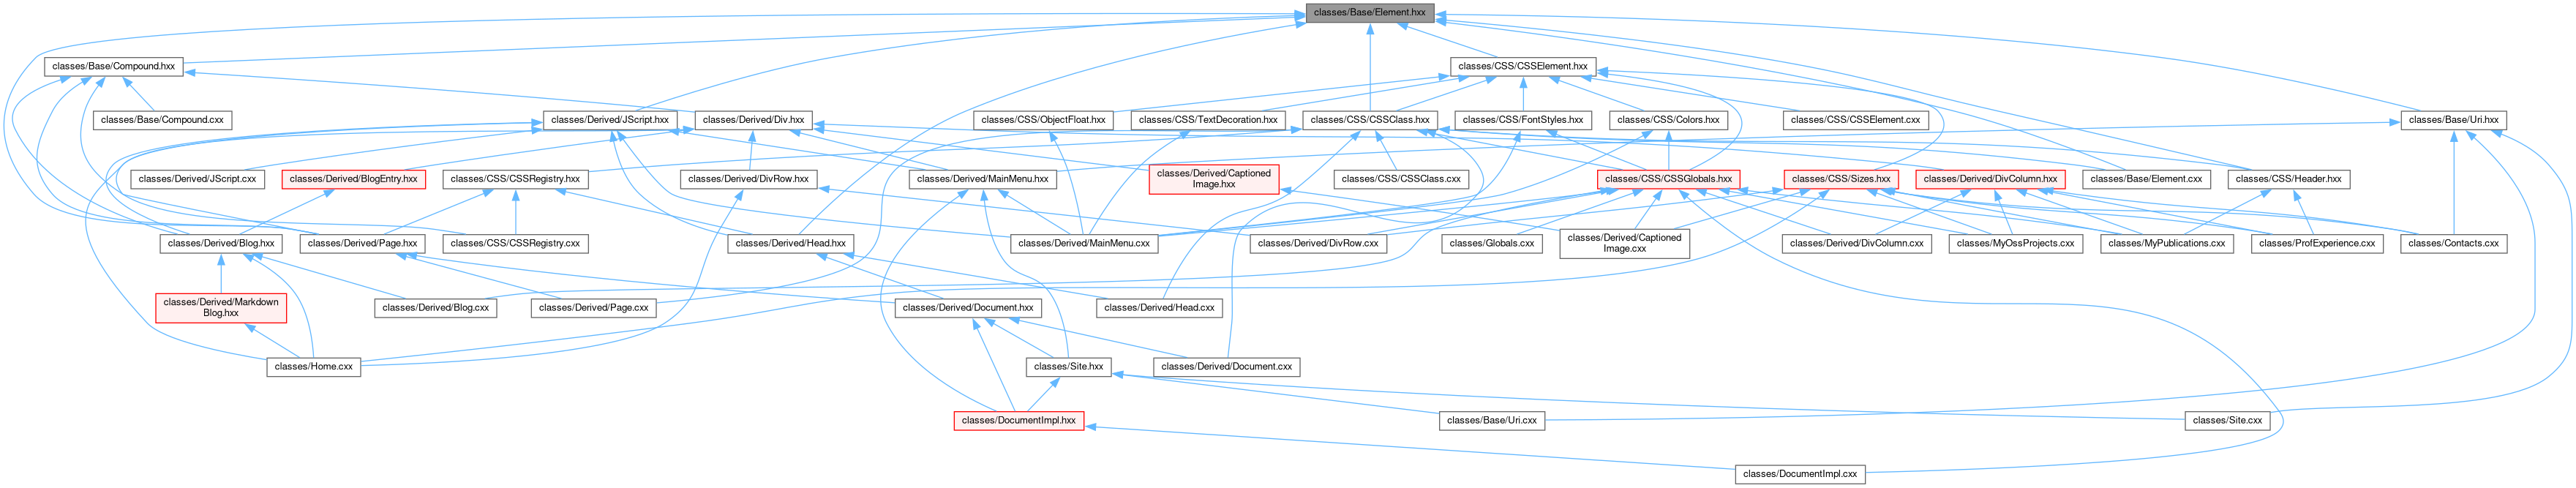 classes/Base/Element.hxx
classes/Base/Compound.hxx
classes/CSS/CSSElement.hxx
classes/Base/Compound.cxx
classes/Derived/JScript.hxx
classes/Derived/Div.hxx
classes/CSS/ObjectFloat.hxx
classes/CSS/TextDecoration.hxx
classes/CSS/CSSClass.hxx
classes/CSS/FontStyles.hxx
classes/CSS/Colors.hxx
classes/CSS/CSSElement.cxx
classes/Base/Uri.hxx
classes/Derived/JScript.cxx
classes/Derived/BlogEntry.hxx
classes/CSS/CSSRegistry.hxx
classes/Derived/DivRow.hxx
classes/Derived/MainMenu.hxx
classes/Derived/Captioned
Image.hxx
classes/CSS/CSSClass.cxx
classes/CSS/CSSGlobals.hxx
classes/CSS/Sizes.hxx
classes/Derived/DivColumn.hxx
classes/Base/Element.cxx
classes/CSS/Header.hxx
classes/Derived/Blog.hxx
classes/Derived/Page.hxx
classes/CSS/CSSRegistry.cxx
classes/Derived/Head.hxx
classes/Derived/MainMenu.cxx
classes/Derived/DivRow.cxx
classes/Globals.cxx
classes/Derived/Captioned
Image.cxx
classes/Derived/DivColumn.cxx
classes/MyOssProjects.cxx
classes/MyPublications.cxx
classes/ProfExperience.cxx
classes/Contacts.cxx
classes/Derived/Markdown
Blog.hxx
classes/Derived/Blog.cxx
classes/Derived/Page.cxx
classes/Derived/Document.hxx
classes/Derived/Head.cxx
classes/Home.cxx
classes/Site.hxx
classes/Derived/Document.cxx
classes/DocumentImpl.hxx
classes/Base/Uri.cxx
classes/Site.cxx
classes/DocumentImpl.cxx